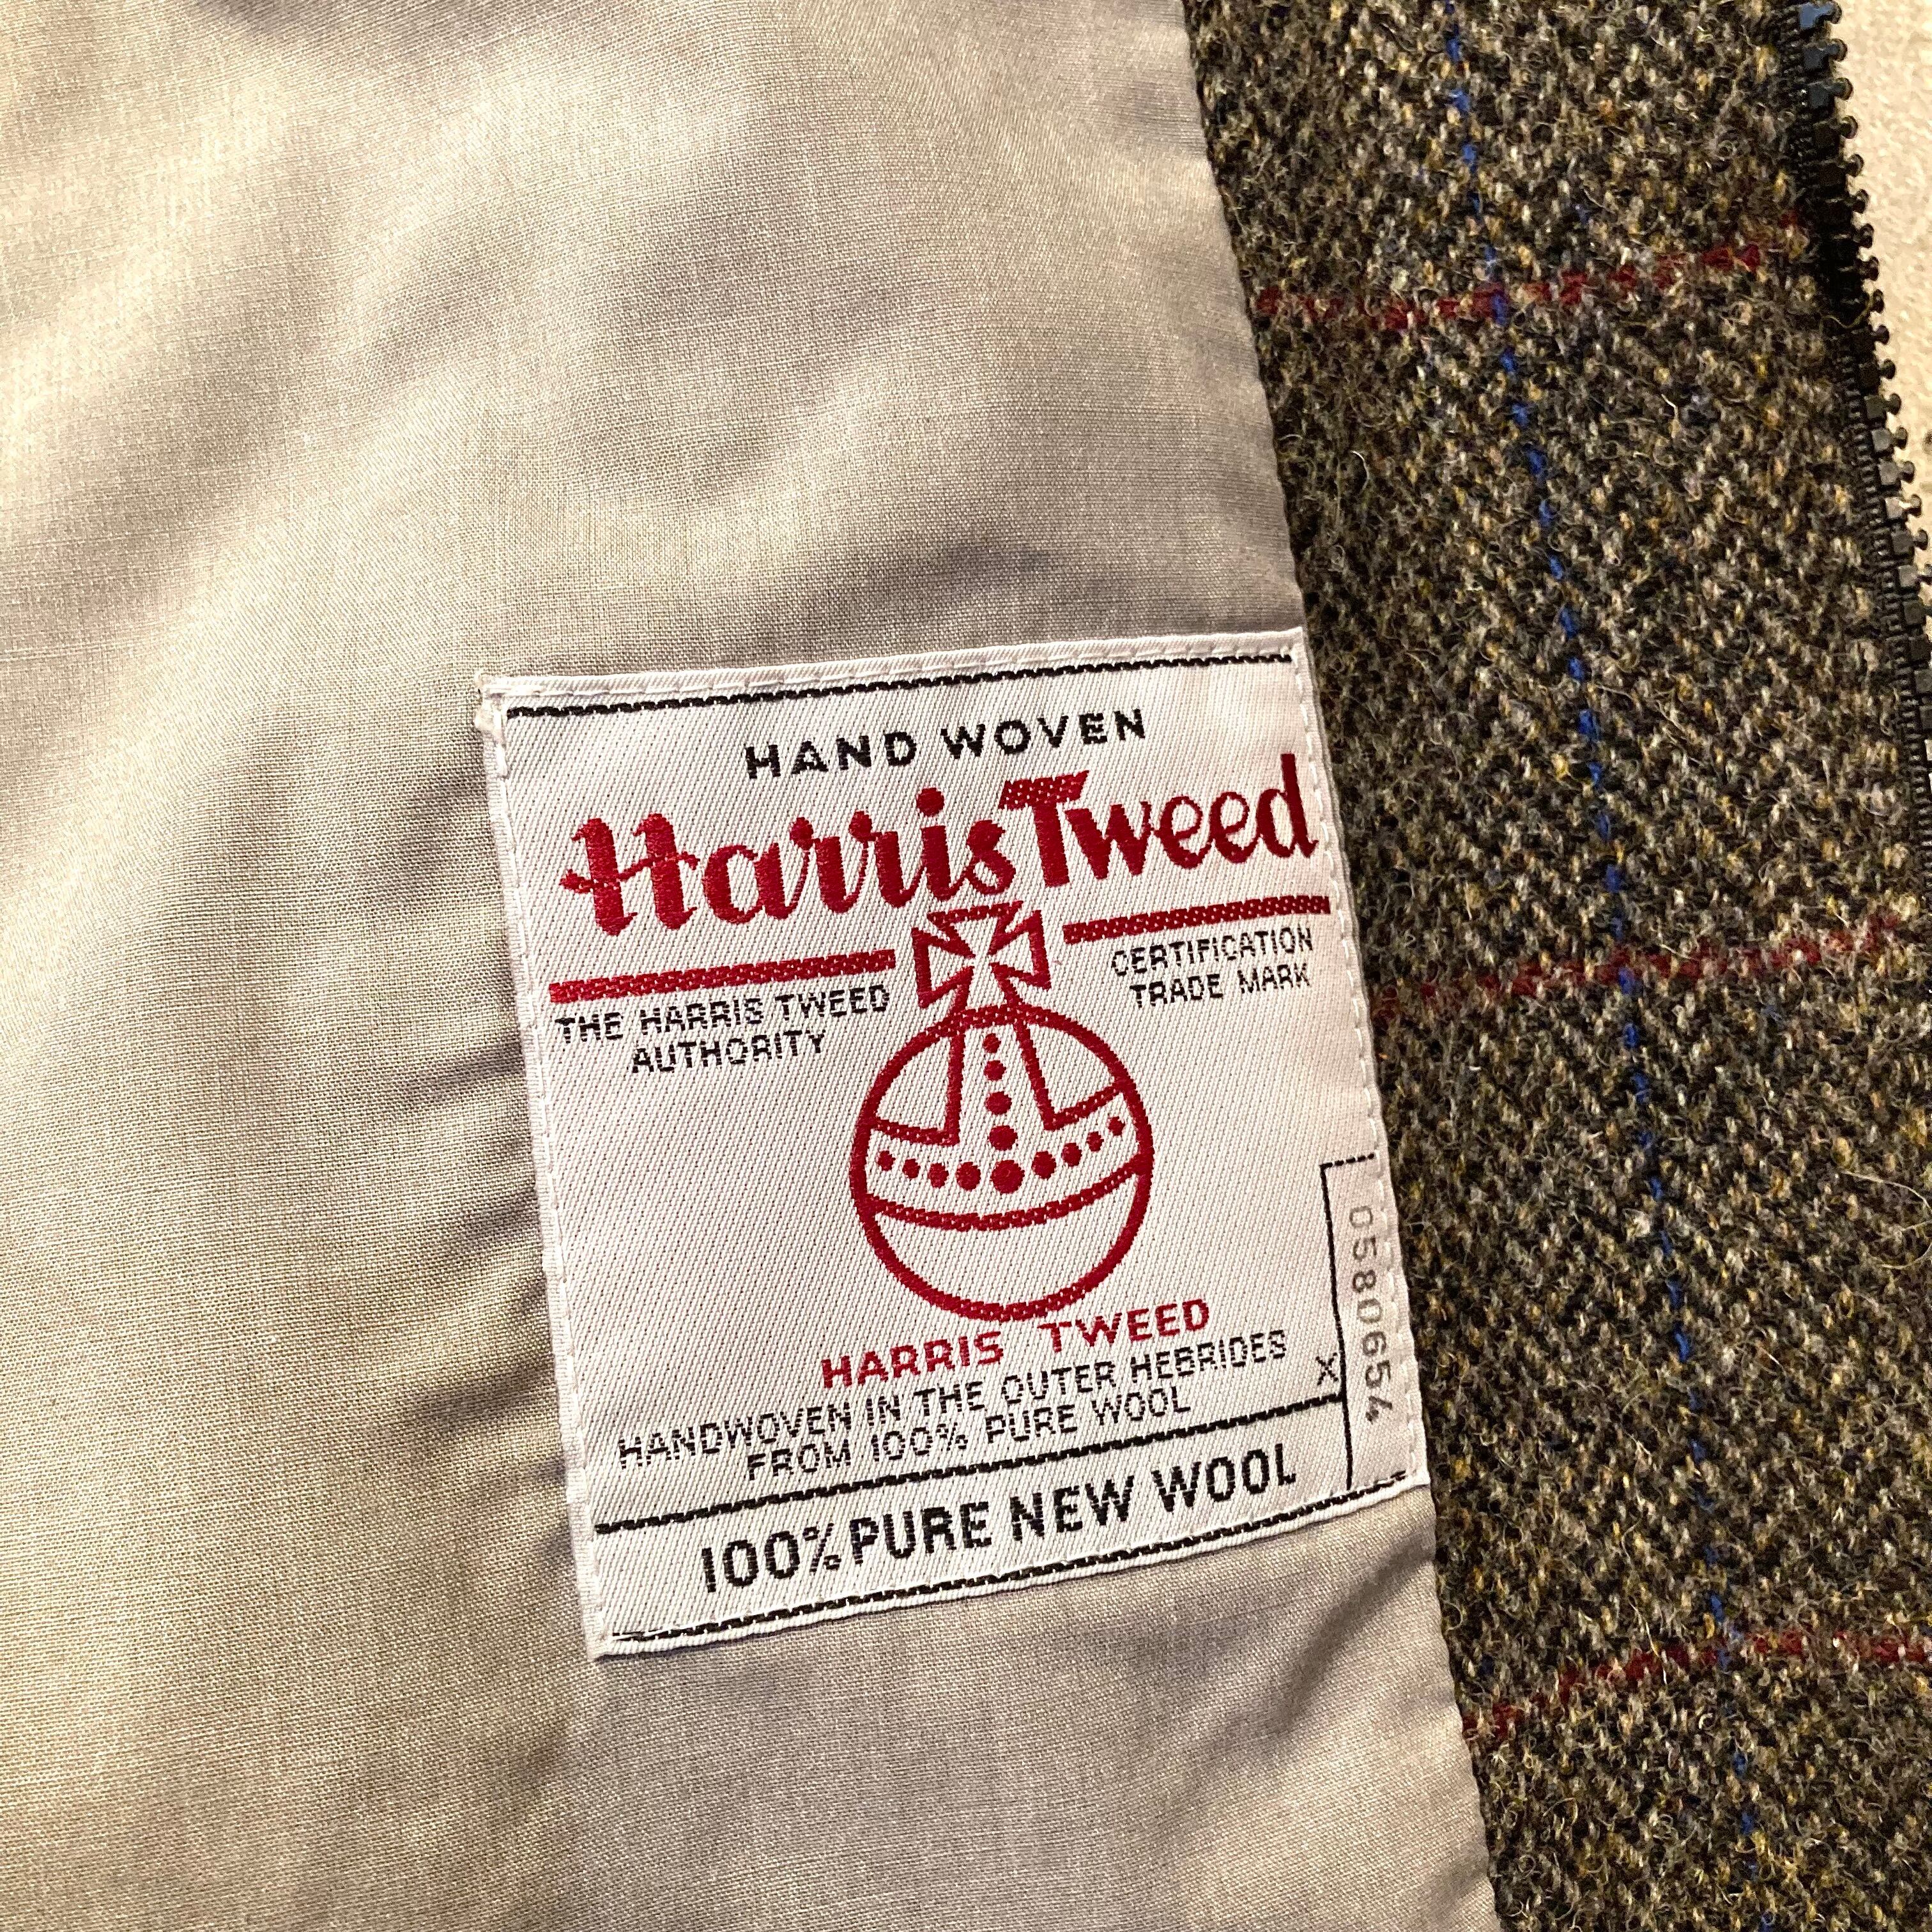 HAND WOVEN
Harris Tweed
THE HARRIS TWEED
AUTHORITY
CERTIFICATION
TRADE MARK
HARRIS TWEED
HANDWOVEN IN THE OUTER HEBRIDES
FROM 100% PURE WOOL
X
0580654
100% PURE NEW WOOL